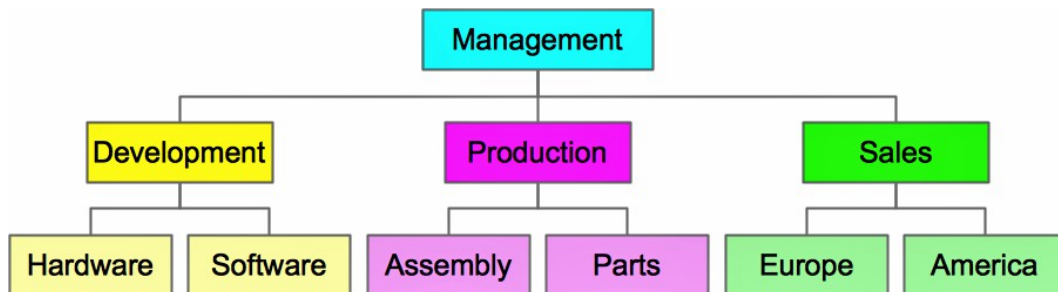 Management
Development
Production
Sales
Hardware
Software
Assembly
Parts
Europe
America